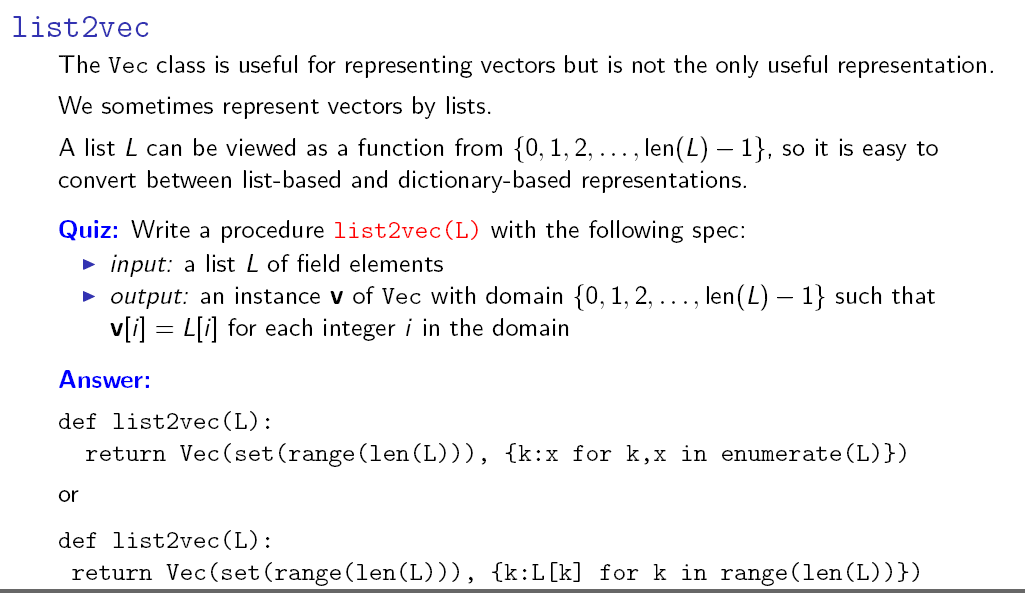 list2vec
The Vec class is useful for representing vectors but is not the only useful representation.
We sometimes represent vectors by lists.
A list L can be viewed as a function from {0, 1, 2, . . . , len(L) − 1}, so it is easy to
convert between list-based and dictionary-based representations.
Quiz: Write a procedure list2vec(L) with the following spec:
▶ input: a list L of field elements
▶ output: an instance v of Vec with domain {0, 1, 2, . . . , len(L) − 1} such that
v[i] = L[i] for each integer i in the domain
Answer:
def list2vec(L):
  return Vec(set(range(len(L))), {k:x for k,x in enumerate(L)})
or
def list2vec(L):
 return Vec(set(range(len(L))), {k:L[k] for k in range(len(L))})